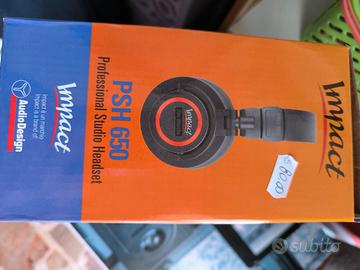 Impact
PSH 650
Professional Studio Headset
Impact
Impact è un marchio
Impact is a brand of
AudioDesign
Impact
80.00
subito